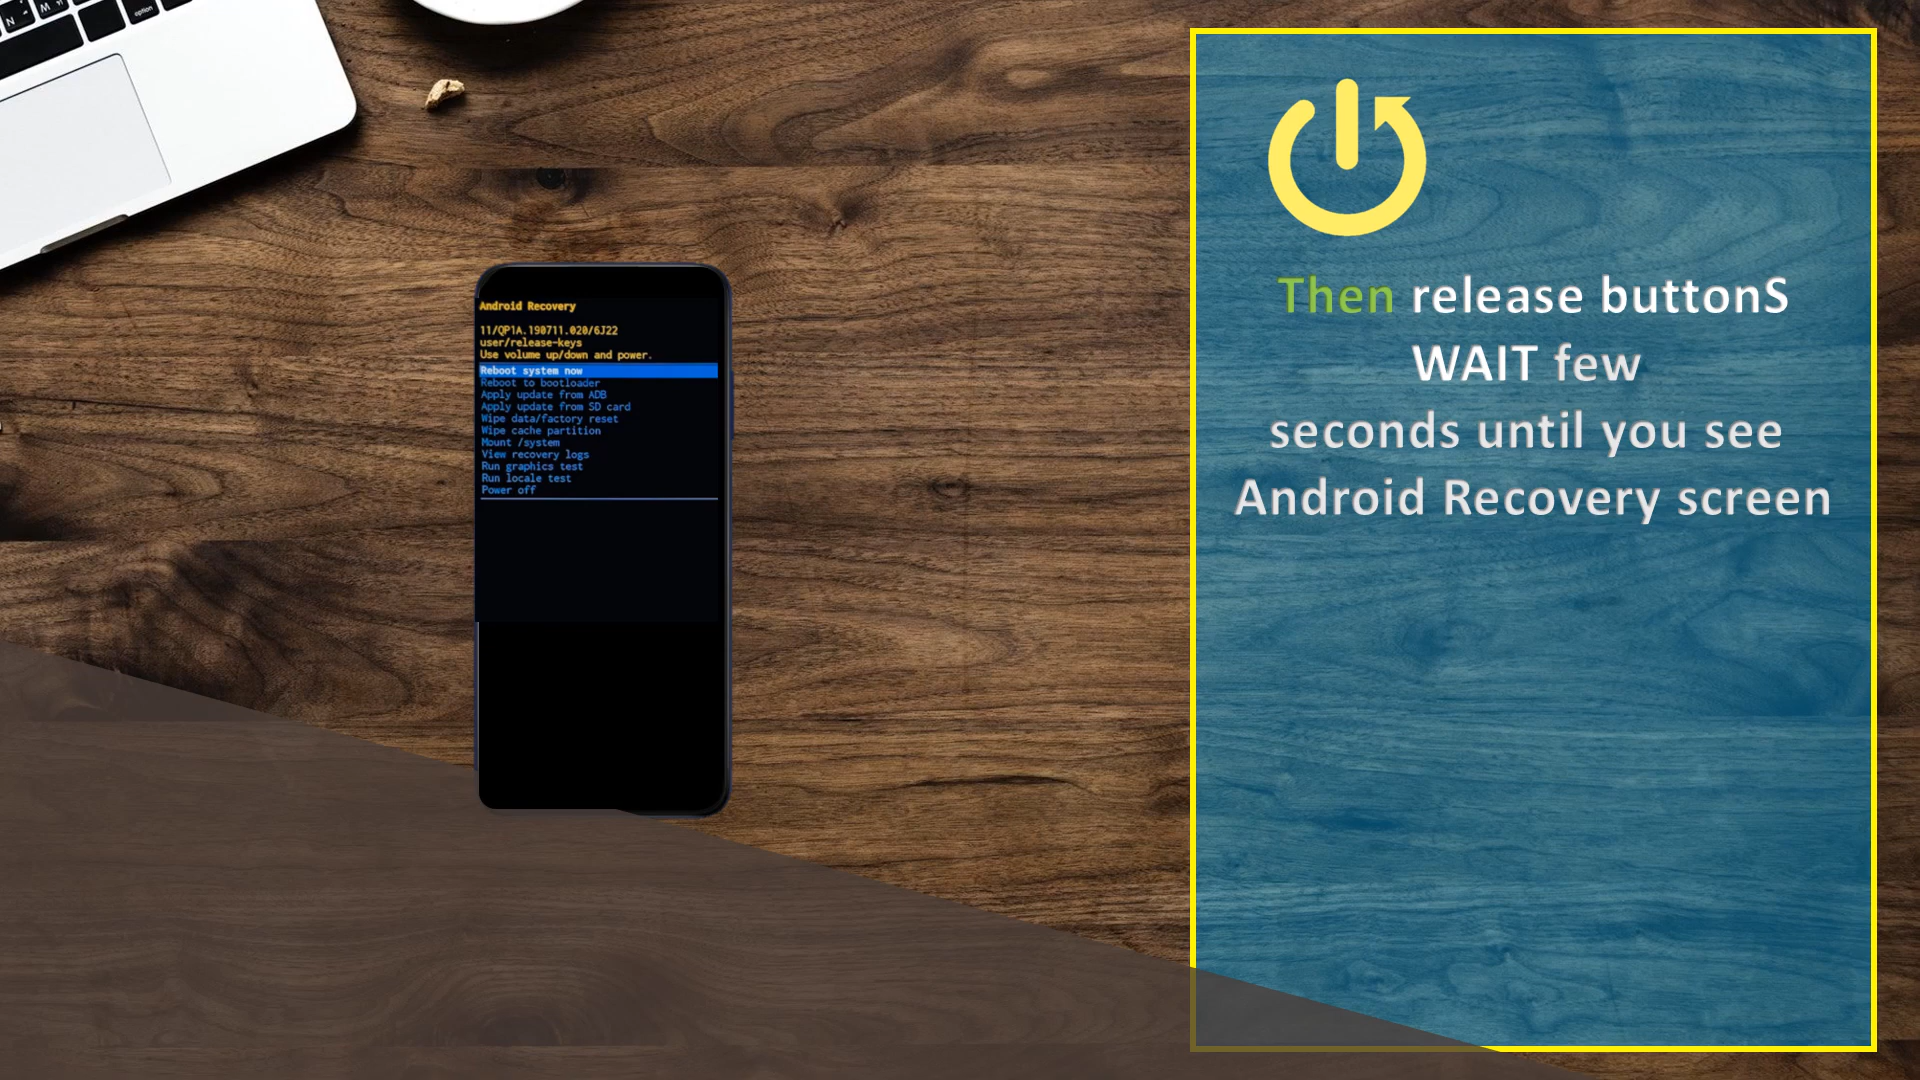 option
Android Recovery
11/QP1A.190711.020/6J22
user/release-keys
Use volume up/down and power.
Reboot system now
Reboot to bootloader
Apply update from ADB
Apply update from SD card
Wipe data/factory reset
Wipe cache partition
Mount /system
View recovery logs
Run graphics test
Run locale test
Power off
Then release buttonS
WAIT few
seconds until you see
Android Recovery screen